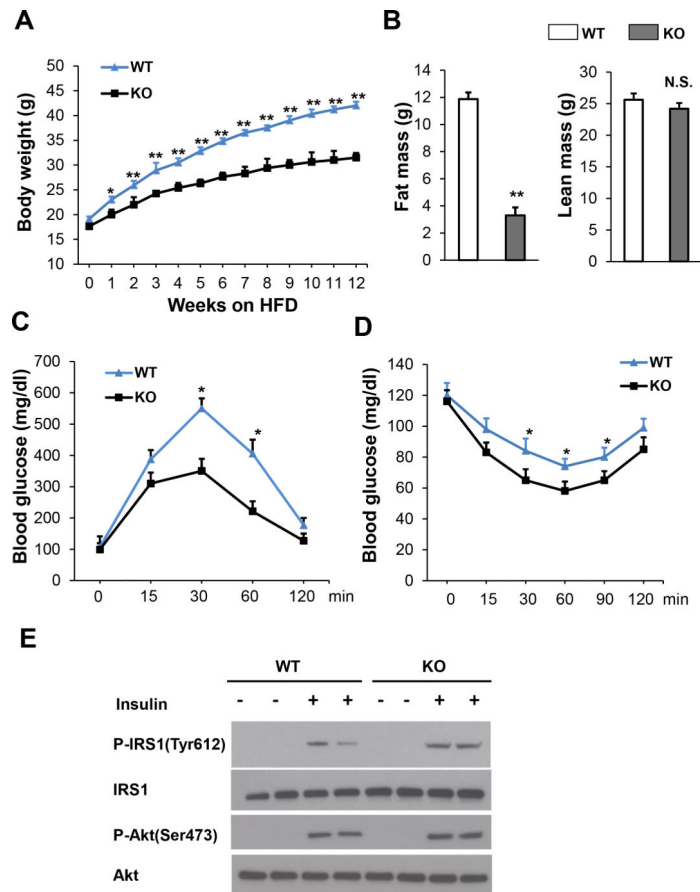 A
Body weight (g)
50
45
40
35
30
25
20
15
10
WT
KO
* ** ** ** ** ** ** ** ** ** ** **
0 1 2 3 4 5 6 7 8 9 10 11 12
Weeks on HFD
B
WT KO
Fat mass (g)
14
12
10
8
6
4
2
0
**
Lean mass (g)
30
25
20
15
10
5
0
N.S.
C
Blood glucose (mg/dl)
700
600
500
400
300
200
100
0
WT
KO
* *
0 15 30 60 120 min
D
Blood glucose (mg/dl)
140
120
100
80
60
40
20
0
WT
KO
* * *
0 15 30 60 90 120 min
E
WT KO
Insulin - - + + - - + +
P-IRS1(Tyr612)
IRS1
P-Akt(Ser473)
Akt